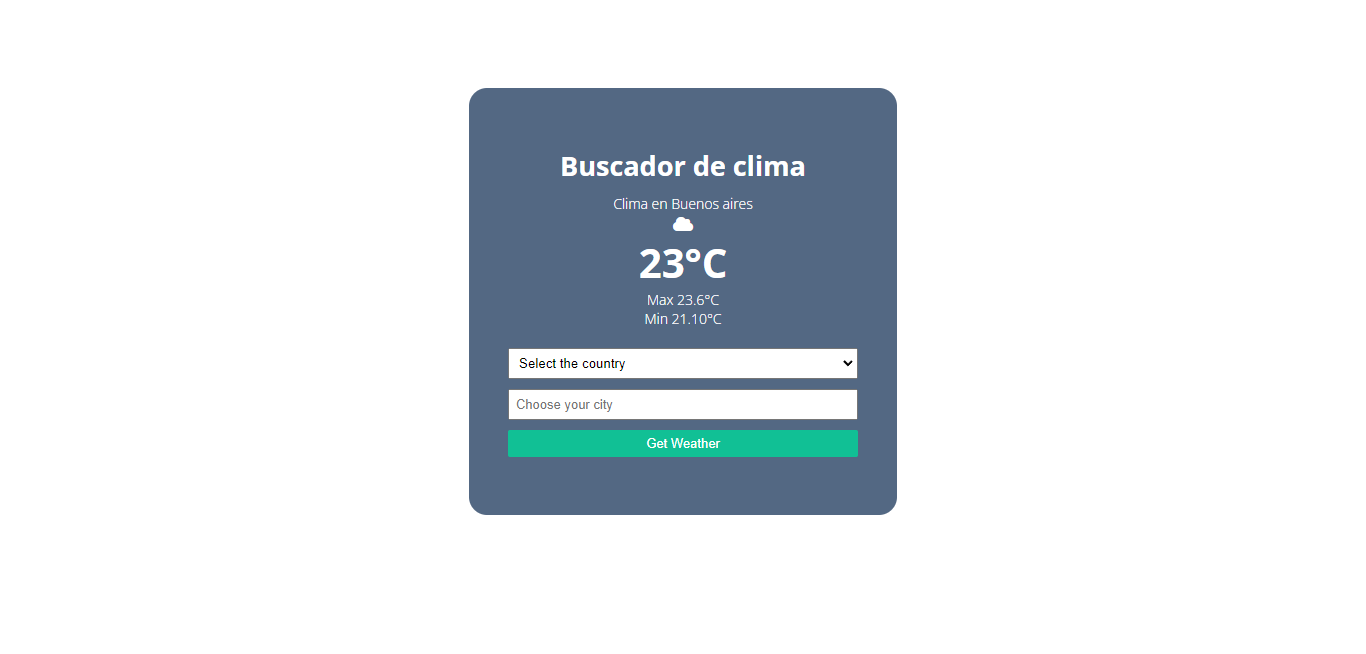 Buscador de clima
Clima en Buenos aires
23°C
Max 23.6°C
Min 21.10°C
Select the country
Choose your city
Get Weather